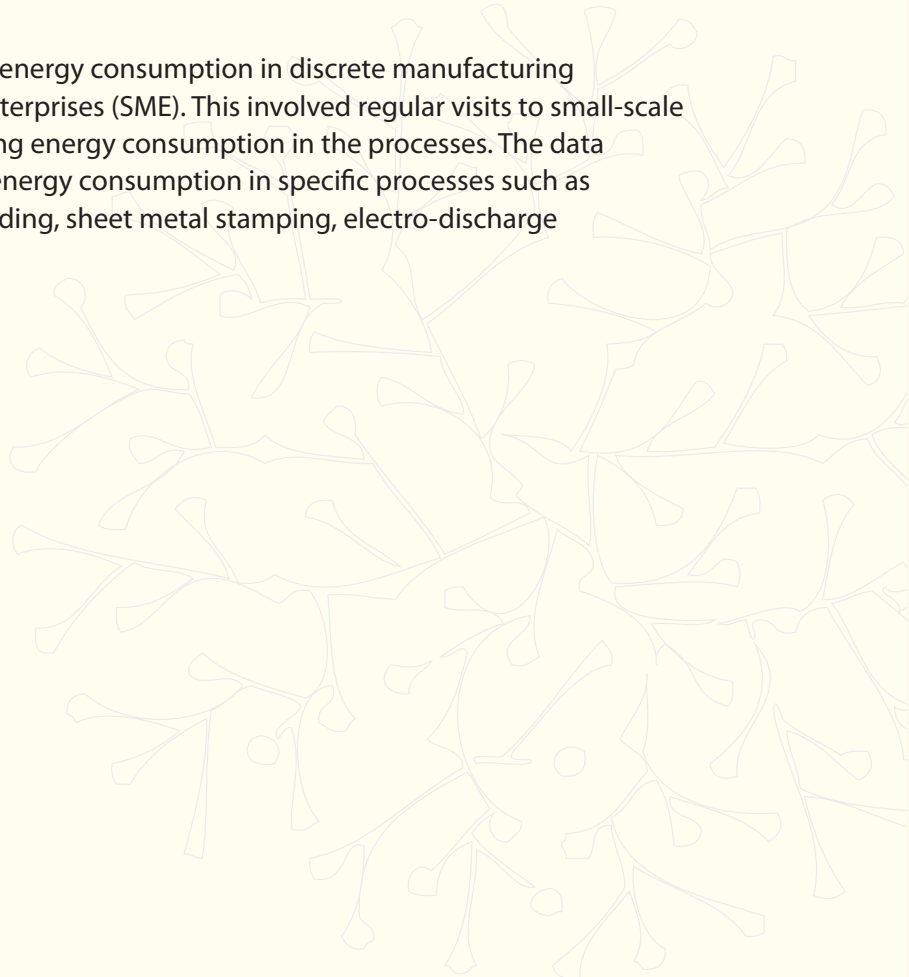 energy consumption in discrete manufacturing
terprises (SME). This involved regular visits to small-scale
ng energy consumption in the processes. The data
energy consumption in specific processes such as
ding, sheet metal stamping, electro-discharge